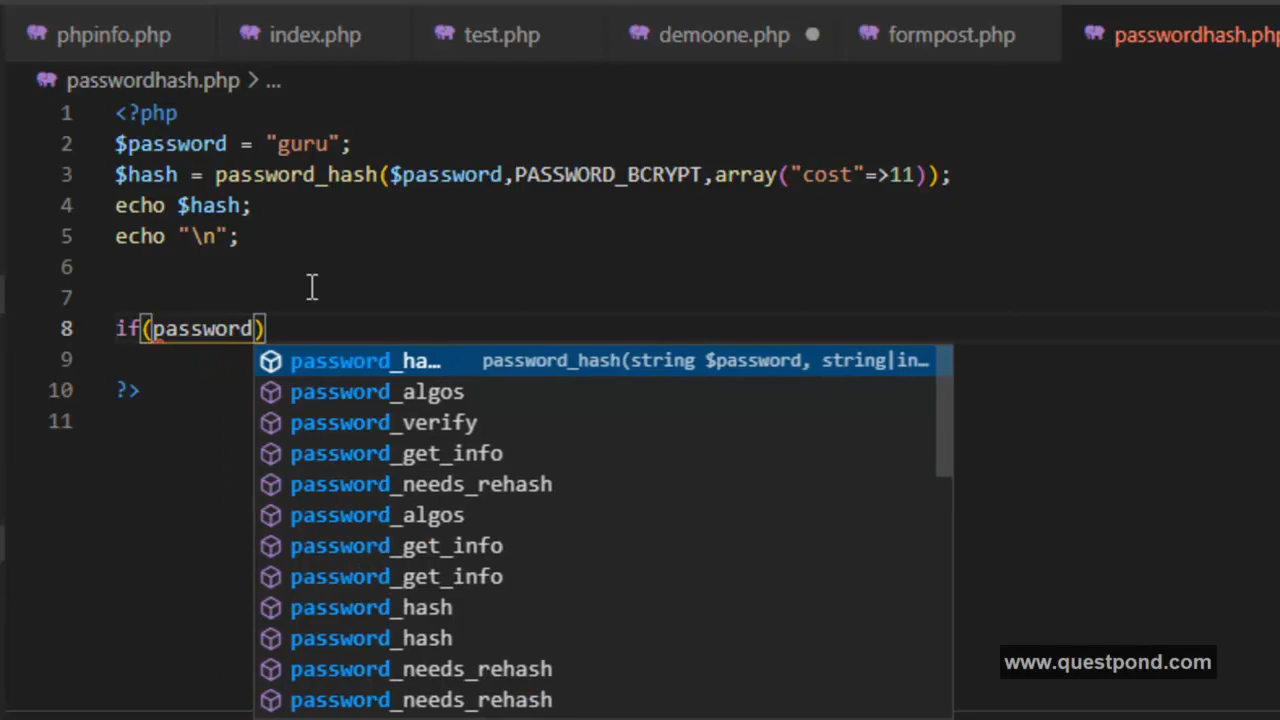 phpinfo.php index.php test.php demoone.php formpost.php passwordhash.php
passwordhash.php > ...
1 <?php
2 $password = "guru";
3 $hash = password_hash($password,PASSWORD_BCRYPT,array("cost"=>11));
4 echo $hash;
5 echo "\n";
6
7
8 if(password)
9 password_ha… password_hash(string $password, string|in…
10 ?> password_algos
11 password_verify
password_get_info
password_needs_rehash
password_algos
password_get_info
password_get_info
password_hash
password_hash
password_needs_rehash
password_needs_rehash
www.questpond.com